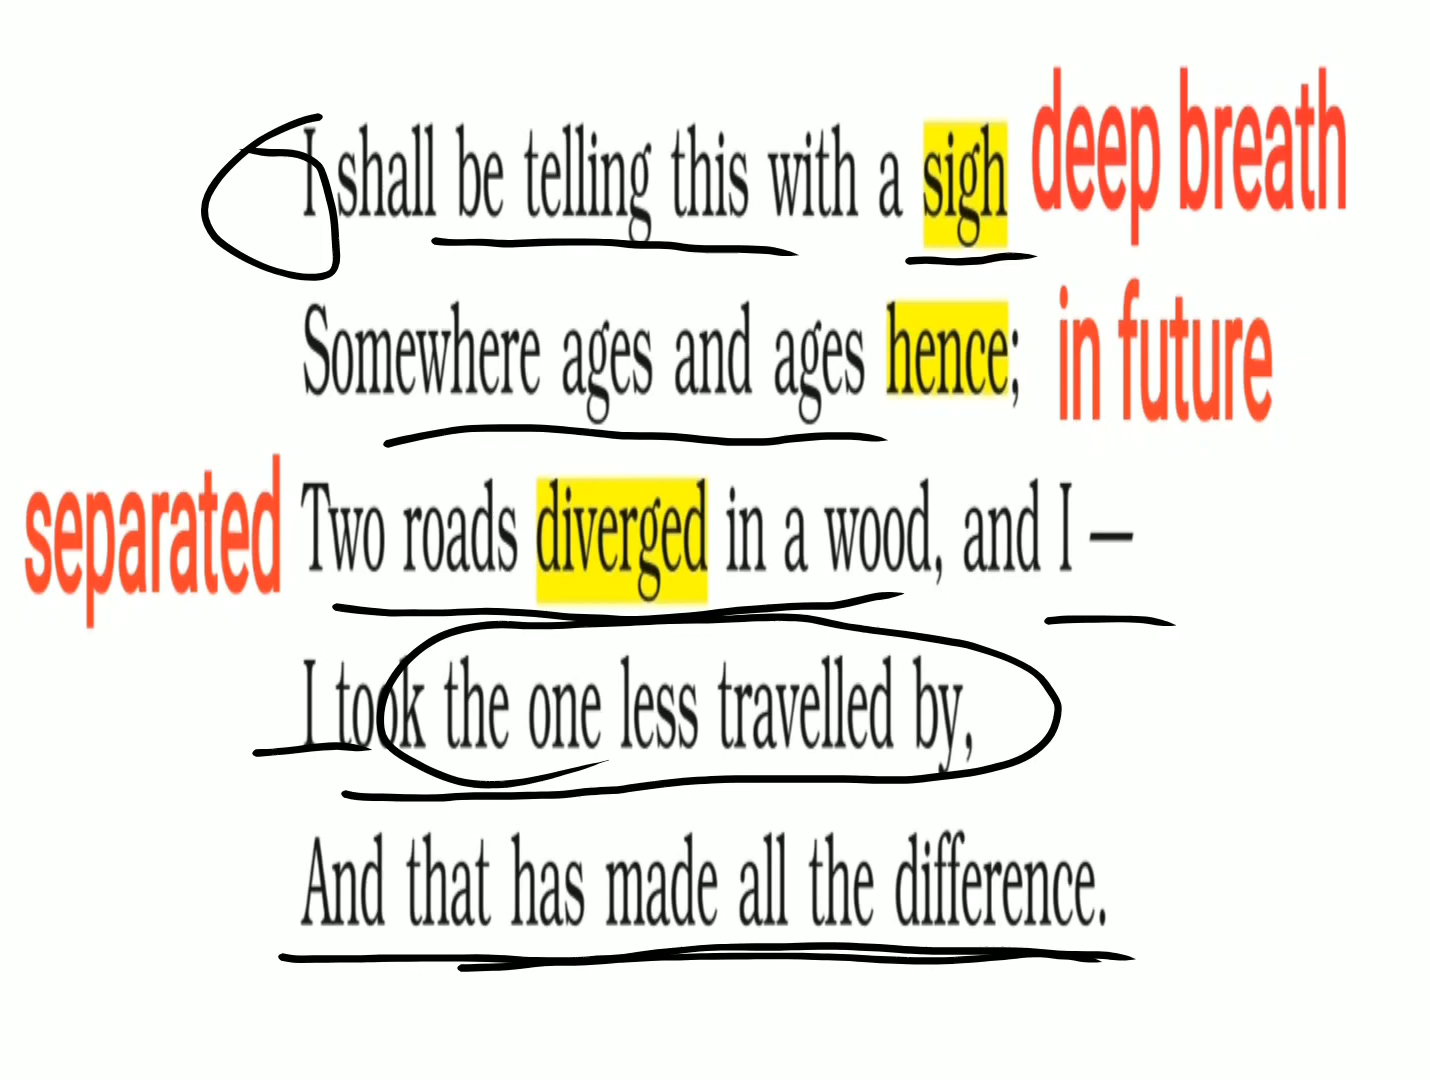 I shall be telling this with a sigh deep breath
Somewhere ages and ages hence; in future
separated Two roads diverged in a wood, and I —
I took the one less travelled by,
And that has made all the difference.